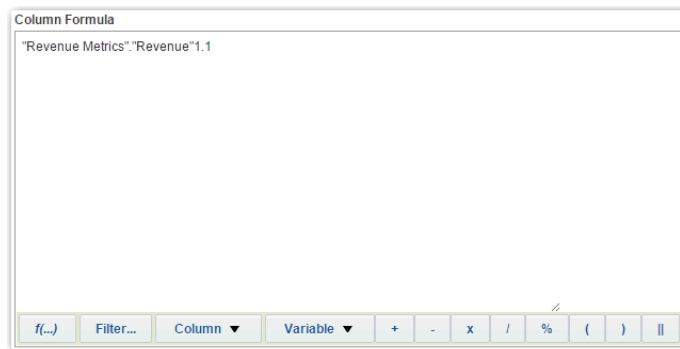 Column Formula
"Revenue Metrics"."Revenue"1.1
f(...) Filter... Column ▼ Variable ▼ + - x / % ( ) ||